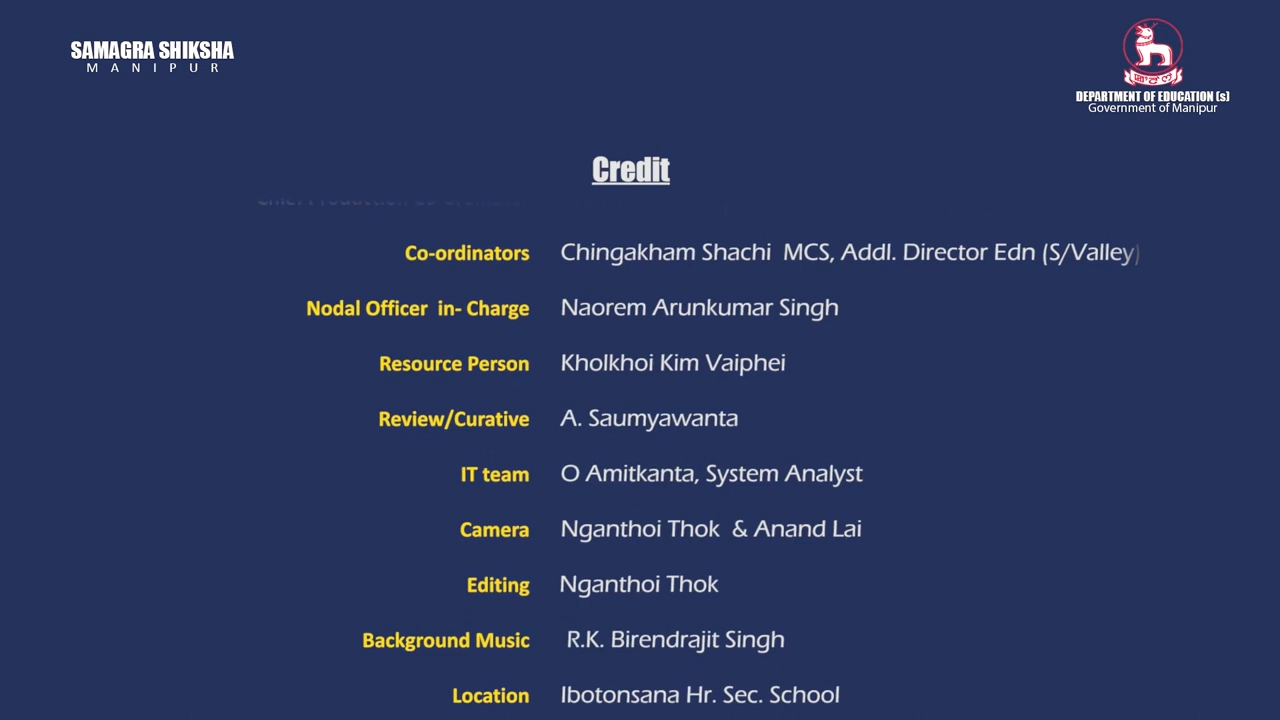 SAMAGRA SHIKSHA
MANIPUR
DEPARTMENT OF EDUCATION (s)
Government of Manipur
Credit
Co-ordinators Chingakham Shachi MCS, Addl. Director Edn (S/Valley)
Nodal Officer in- Charge Naorem Arunkumar Singh
Resource Person Kholkhoi Kim Vaiphei
Review/Curative A. Saumyawanta
IT team O Amitkanta, System Analyst
Camera Nganthoi Thok & Anand Lai
Editing Nganthoi Thok
Background Music R.K. Birendrajit Singh
Location Ibotonsana Hr. Sec. School